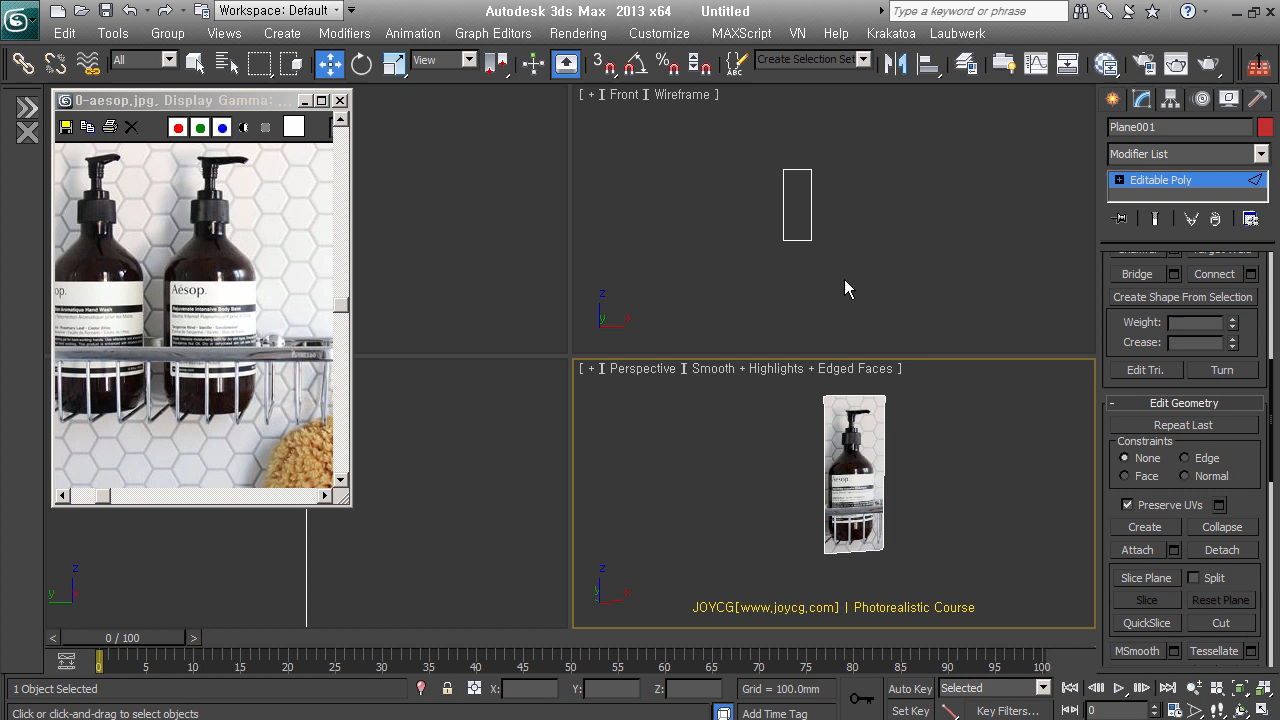 Autodesk 3ds Max 2013 x64 Untitled
Workspace: Default
Type a keyword or phrase
Edit Tools Group Views Create Modifiers Animation Graph Editors Rendering Customize MAXScript VN Help Krakatoa Laubwerk
All
View
Create Selection Set
0-aesop.jpg, Display Gamma: ...
[ + ] Front ] Wireframe ]
Plane001
Modifier List
Editable Poly
Bridge Connect
Create Shape From Selection
Weight:
Crease:
Edit Tri. Turn
- Edit Geometry
Repeat Last
Constraints
None Edge
Face Normal
Preserve UVs
Create Collapse
Attach Detach
Slice Plane Split
Slice Reset Plane
QuickSlice Cut
MSmooth Tessellate
Aēsop.
z
y
[ + ] Perspective ] Smooth + Highlights + Edged Faces ]
z
JOYCG[www.joycg.com] | Photorealistic Course
z
y
< 0 / 100 >
0 5 10 15 20 25 30 35 40 45 50 55 60 65 70 75 80 85 90 95 100
1 Object Selected X: Y: Z: Grid = 100.0mm Auto Key Selected
Click or click-and-drag to select objects Add Time Tag Set Key Key Filters... 0